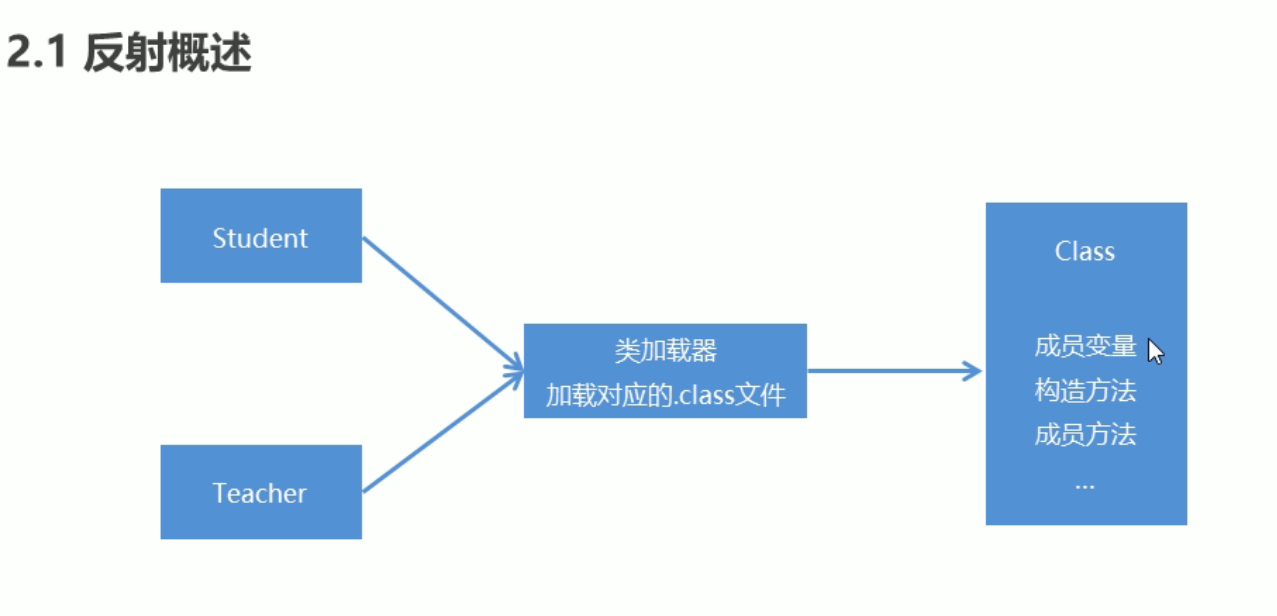 2.1 反射概述
Student
Teacher
类加载器
加载对应的.class文件
Class
成员变量
构造方法
成员方法
...